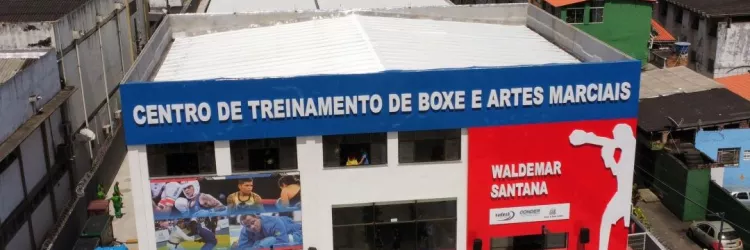 CENTRO DE TREINAMENTO DE BOXE E ARTES MARCIAIS
WALDEMAR
SANTANA